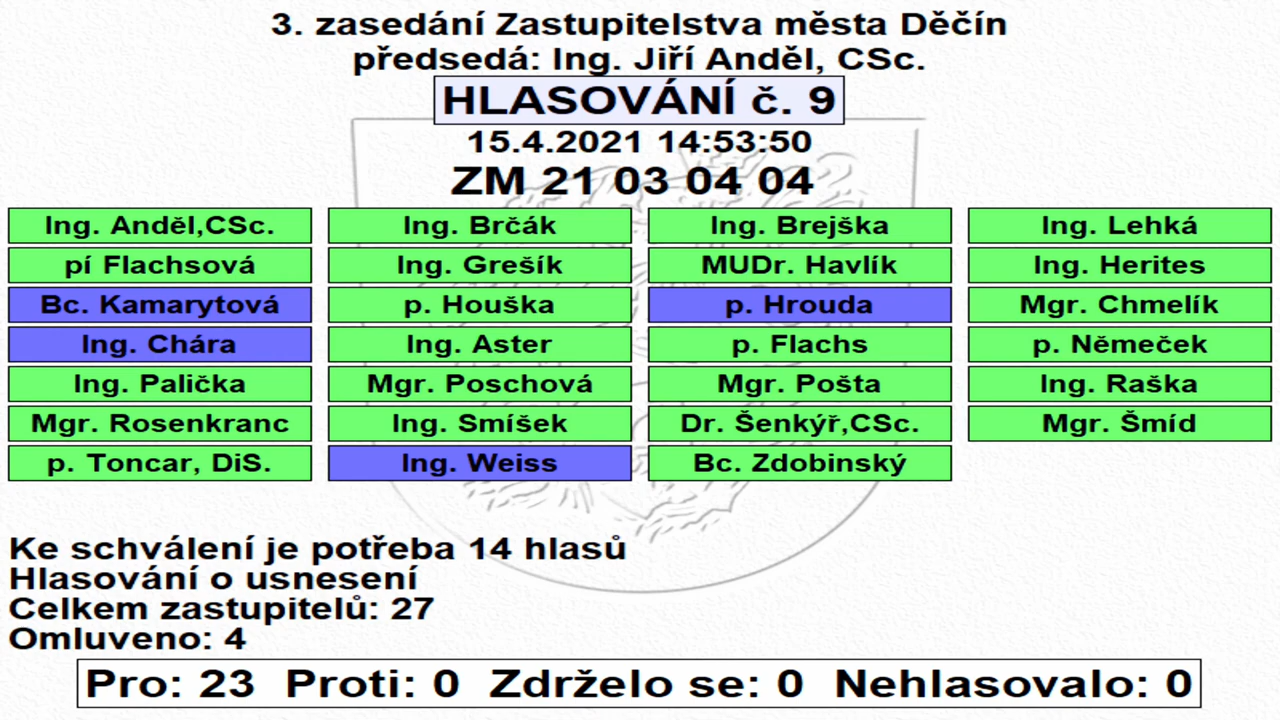 3. zasedání Zastupitelstva města Děčín
předsedá: Ing. Jiří Anděl, CSc.
HLASOVÁNÍ č. 9
15.4.2021 14:53:50
ZM 21 03 04 04
Ing. Anděl,CSc. Ing. Brčák Ing. Brejška Ing. Lehká
pí Flachsová Ing. Grešík MUDr. Havlík Ing. Herites
Bc. Kamarytová p. Houška p. Hrouda Mgr. Chmelík
Ing. Chára Ing. Aster p. Flachs p. Němeček
Ing. Palička Mgr. Poschová Mgr. Pošta Ing. Raška
Mgr. Rosenkranc Ing. Smíšek Dr. Šenkýř,CSc. Mgr. Šmíd
p. Toncar, DiS. Ing. Weiss Bc. Zdobinský
Ke schválení je potřeba 14 hlasů
Hlasování o usnesení
Celkem zastupitelů: 27
Omluveno: 4
Pro: 23 Proti: 0 Zdrželo se: 0 Nehlasovalo: 0